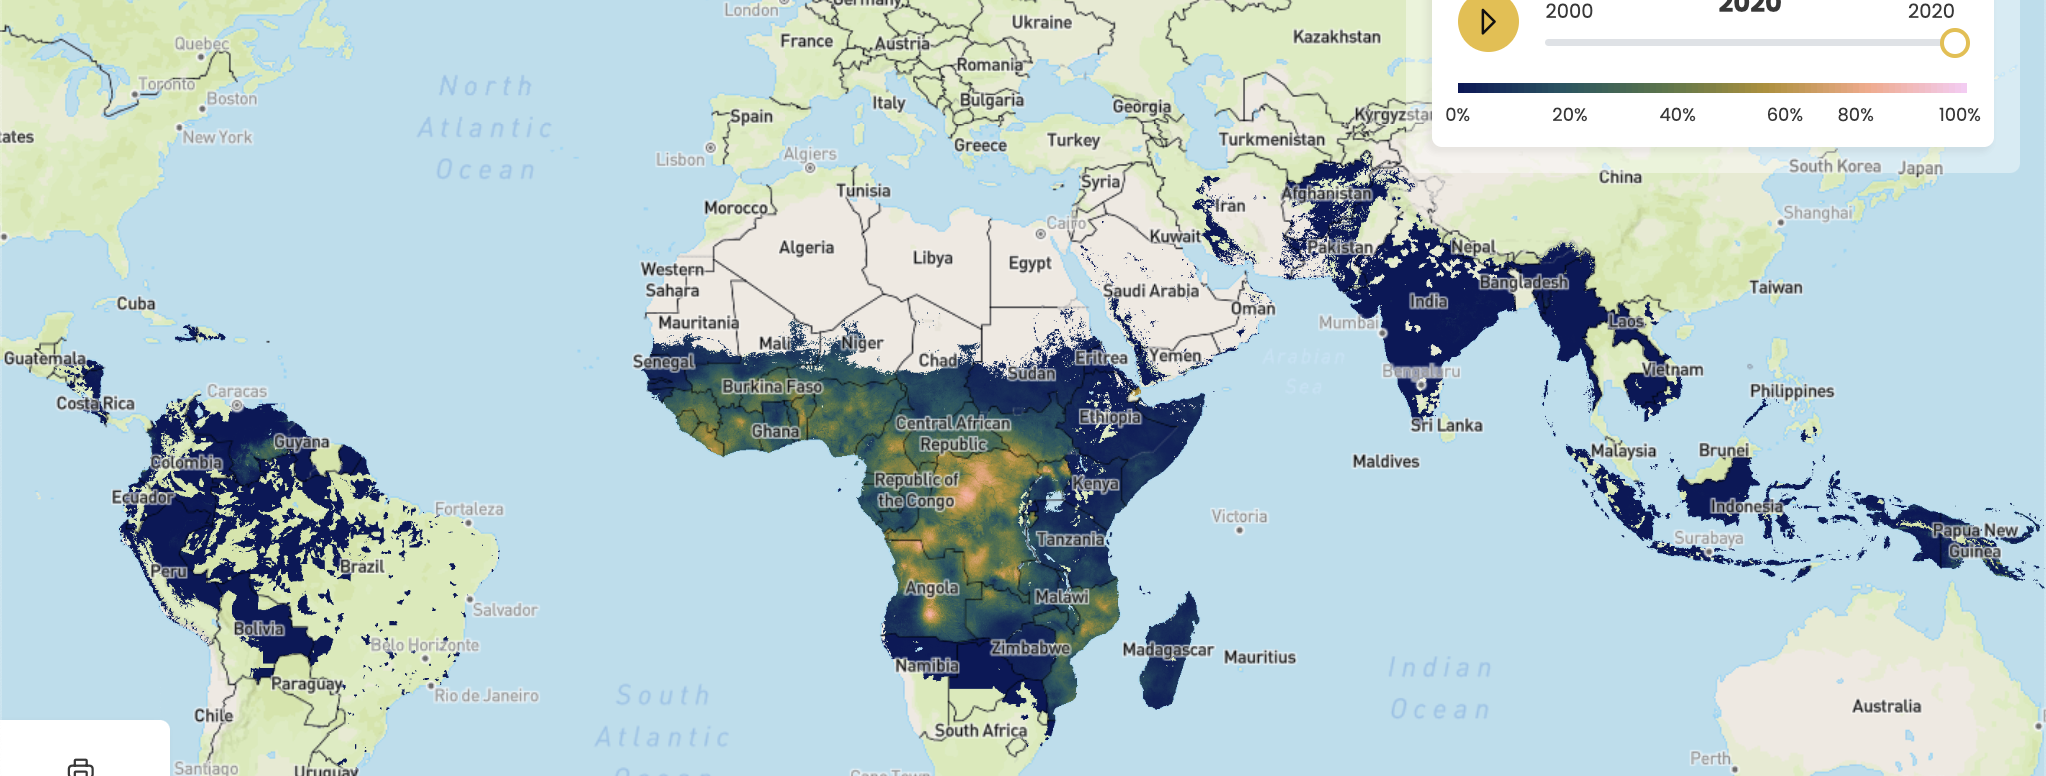 London
Germany
Ukraine
2000
2020
2020
Quebec
France
Austria
Kazakhstan
Romania
Toronto
North
Atlantic
Ocean
Boston
Italy
Bulgaria
Georgia
Spain
0%
20%
40%
60%
80%
100%
New York
Lisbon
Algiers
Greece
Turkey
Turkmenistan
South Korea
Japan
China
Syria
Tunisia
Afghanistan
Morocco
Iran
Shanghai
Cairo
Kuwait
Pakistan
Nepal
Algeria
Libya
Egypt
Western
Sahara
Bangladesh
Taiwan
Saudi Arabia
India
Cuba
Oman
Mauritania
Mumbai
Laos
Mali
Niger
Guatemala
Senegal
Chad
Eritrea
Yemen
Arabian
Sea
Sudan
Bengaluru
Vietnam
Burkina Faso
Caracas
Costa Rica
Philippines
Ethiopia
Central African
Republic
Sri Lanka
Ghana
Guyana
Malaysia
Brunei
Colombia
Maldives
Republic of
the Congo
Kenya
Ecuador
Fortaleza
Indonesia
Victoria
Papua New
Guinea
Tanzania
Surabaya
Brazil
Peru
Angola
Malawi
Salvador
Bolivia
Belo Horizonte
Zimbabwe
Madagascar
Mauritius
Namibia
Indian
Ocean
Paraguay
Rio de Janeiro
South
Atlantic
Ocean
Chile
South Africa
Australia
Perth
Santiago
Uruguay
Cape Town